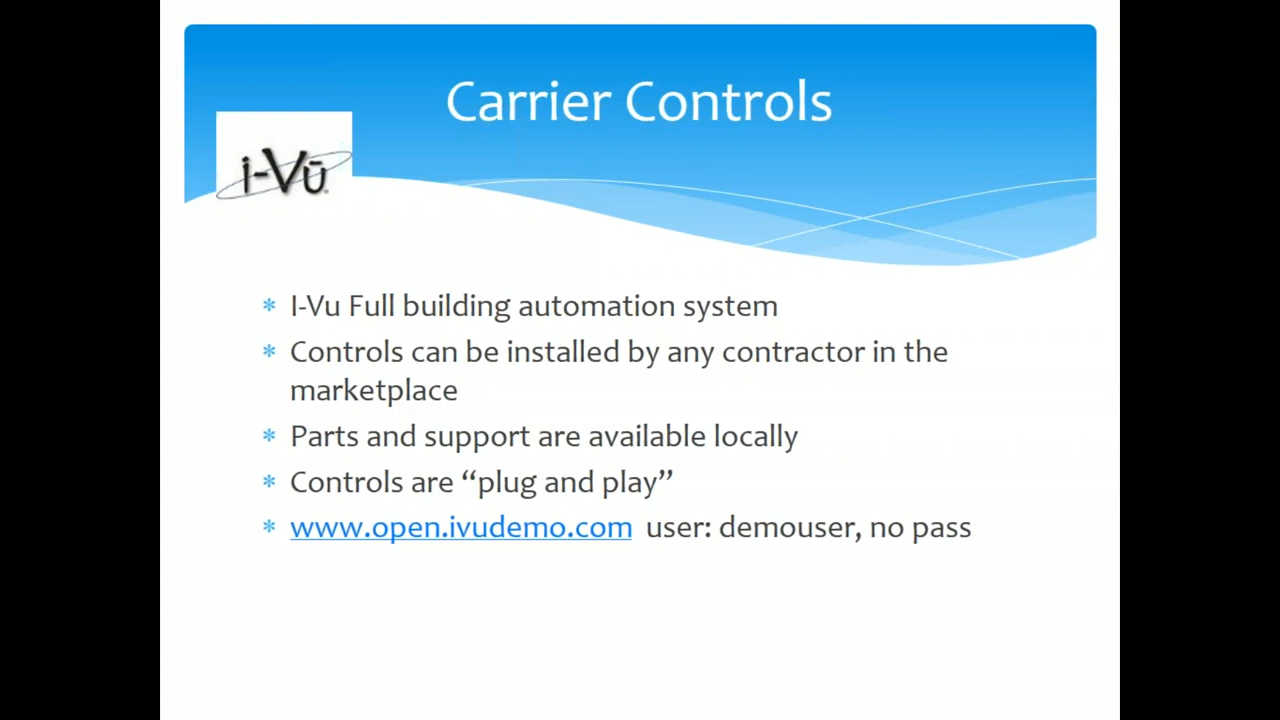 Carrier Controls
i-Vū
I-Vu Full building automation system
Controls can be installed by any contractor in the
marketplace
Parts and support are available locally
Controls are “plug and play”
www.open.ivudemo.com user: demouser, no pass